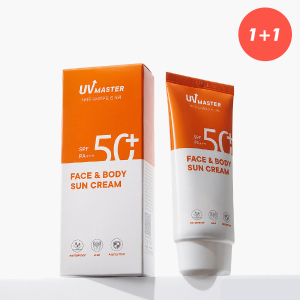 1+1
UV MASTER
SPF
PA+++
50+
FACE & BODY
SUN CREAM
UV MASTER
SPF
PA+++
50+
FACE & BODY
SUN CREAM